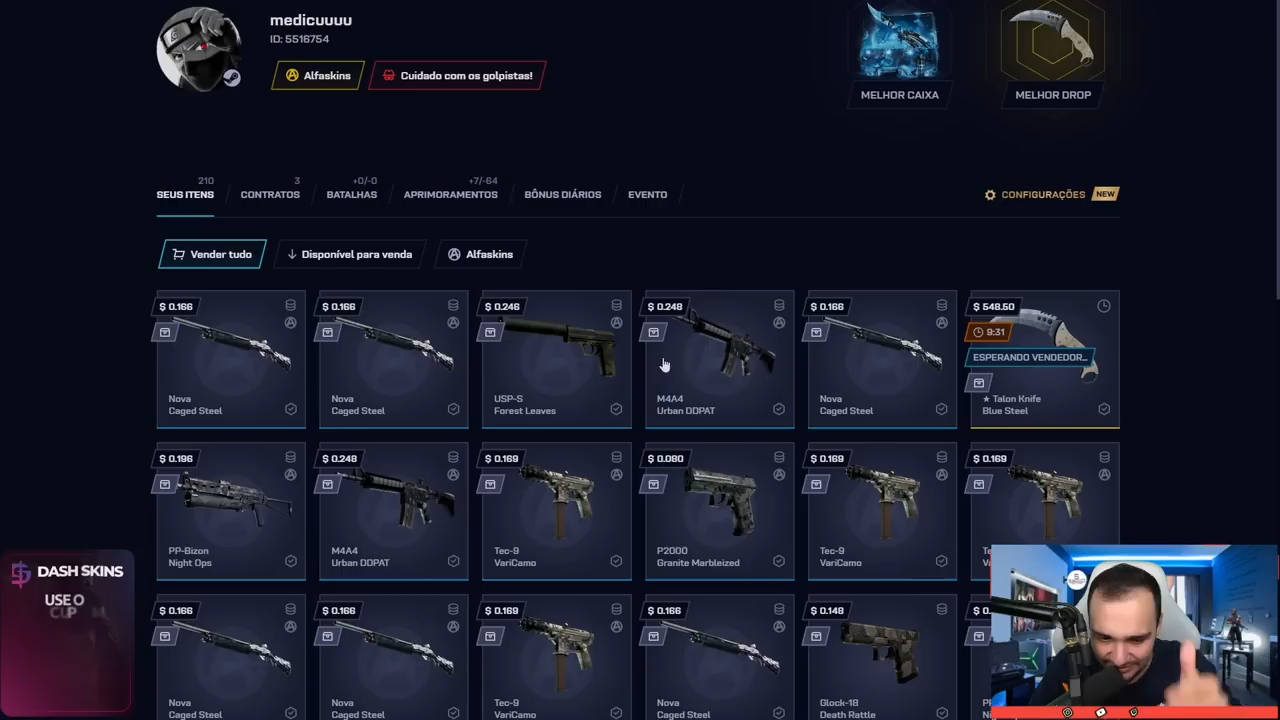 medicuuuu
ID: 5516754
Alfaskins
Cuidado com os golpistas!
MELHOR CAIXA
MELHOR DROP
210
SEUS ITENS
3
CONTRATOS
+0/-0
BATALHAS
+7/-64
APRIMORAMENTOS
BÔNUS DIÁRIOS
EVENTO
CONFIGURAÇÕES
NEW
Vender tudo
Disponível para venda
Alfaskins
$ 0.166
Nova
Caged Steel
$ 0.166
Nova
Caged Steel
$ 0.246
USP-S
Forest Leaves
$ 0.248
M4A4
Urban DDPAT
$ 0.166
Nova
Caged Steel
$ 548.50
9:31
ESPERANDO VENDEDOR...
★ Talon Knife
Blue Steel
$ 0.196
PP-Bizon
Night Ops
$ 0.248
M4A4
Urban DDPAT
$ 0.169
Tec-9
VariCamo
$ 0.080
P2000
Granite Marbleized
$ 0.169
Tec-9
VariCamo
$ 0.169
$ 0.166
Nova
Caged Steel
$ 0.166
Nova
Caged Steel
$ 0.169
Tec-9
VariCamo
$ 0.166
Nova
Caged Steel
$ 0.148
Glock-18
Death Rattle
DASH SKINS
USE O